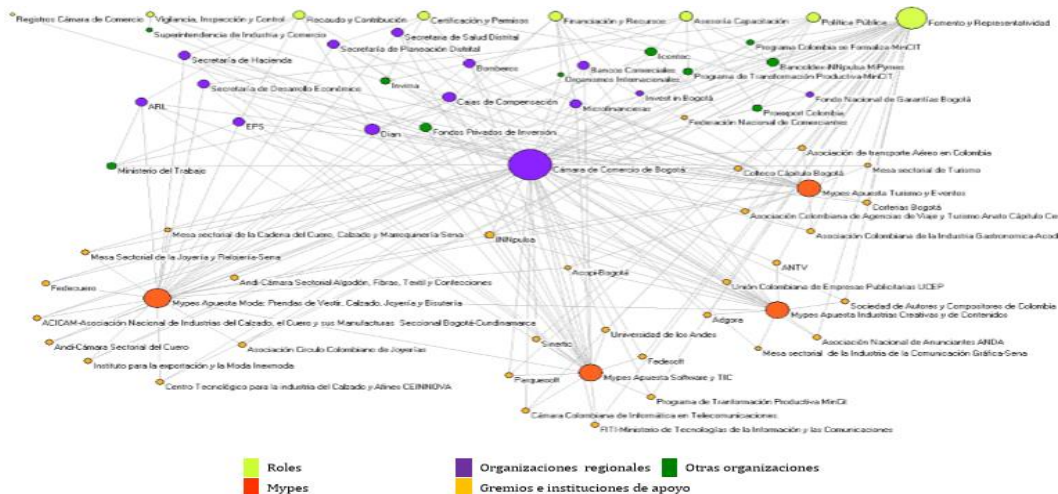 Registros Cámara de Comercio
Vigilancia, Inspección y Control
Recaudo y Contribución
Certificación y Permisos
Financiación y Recursos
Asesoría Capacitación
Política Pública
Fomento y Representatividad
Superintendencia de Industria y Comercio
Secretaria de Salud Distrital
Secretaría de Planeación Distrital
Secretaría de Hacienda
Bomberos
Icontec
Programa Colombia se Formaliza-MinCIT
Bancoldex-iNNpulsa MiPymes
Bancos Comerciales
Organismos Internacionales
Programa de Transformación Productiva-MinCIT
Secretaría de Desarrollo Económico
Invima
Cajas de Compensación
Invest in Bogotá
Fondo Nacional de Garantías Bogotá
ARL
Microfinancieras
Proexport Colombia
Federación Nacional de Comerciantes
EPS
Dian
Fondos Privados de Inversión
Ministerio del Trabajo
Cámara de Comercio de Bogotá
Asociación de transporte Aéreo en Colombia
Cotelco Capítulo Bogotá
Mesa sectorial de Turismo
Mypes Apuesta Turismo y Eventos
Corferias Bogotá
Asociación Colombiana de Agencias de Viaje y Turismo Anato Cápitulo Ce
Mesa sectorial de la Cadena del Cuero, Calzado y Marroquinería-Sena
INNpulsa
Asociación Colombiana de la Industria Gastronomica-Acod
Mesa Sectorial de la Joyería y Relojería-Sena
Acopi-Bogotá
ANTV
Fedecuero
Andi-Cámara Sectorial Algodón, Fibras, Textil y Confecciones
Unión Colombiana de Empresas Publicitarias UCEP
Mypes Apuesta Moda: Prendas de Vestir, Calzado, Joyería y Bisutería
Sociedad de Autores y Compositores de Colombia
Mypes Apuesta Industrias Creativas y de Contenidos
ACICAM-Asociación Nacional de Industrias del Calzado, el Cuero y sus Manufacturas Seccional Bogotá-Cundinamarca
Universidad de los Andes
Adgora
Andi-Cámara Sectorial del Cuero
Asociación Circulo Colombiano de Joyerías
Sinertic
Asociación Nacional de Anunciantes ANDA
Mesa sectorial de la Industria de la Comunicación Gráfica-Sena
Instituto para la exportación y la Moda Inexmoda
Fedesoft
Parquesoft
Mypes Apuesta Software y TIC
Centro Tecnológico para la industria del Calzado y Afines CEINNOVA
Programa de Tranformación Productiva MinCit
Cámara Colombiana de Informática en Telecomunicaciones
FITI-Ministerio de Tecnologías de la Información y las Comunicaciones
Roles
Organizaciones regionales
Otras organizaciones
Mypes
Gremios e instituciones de apoyo